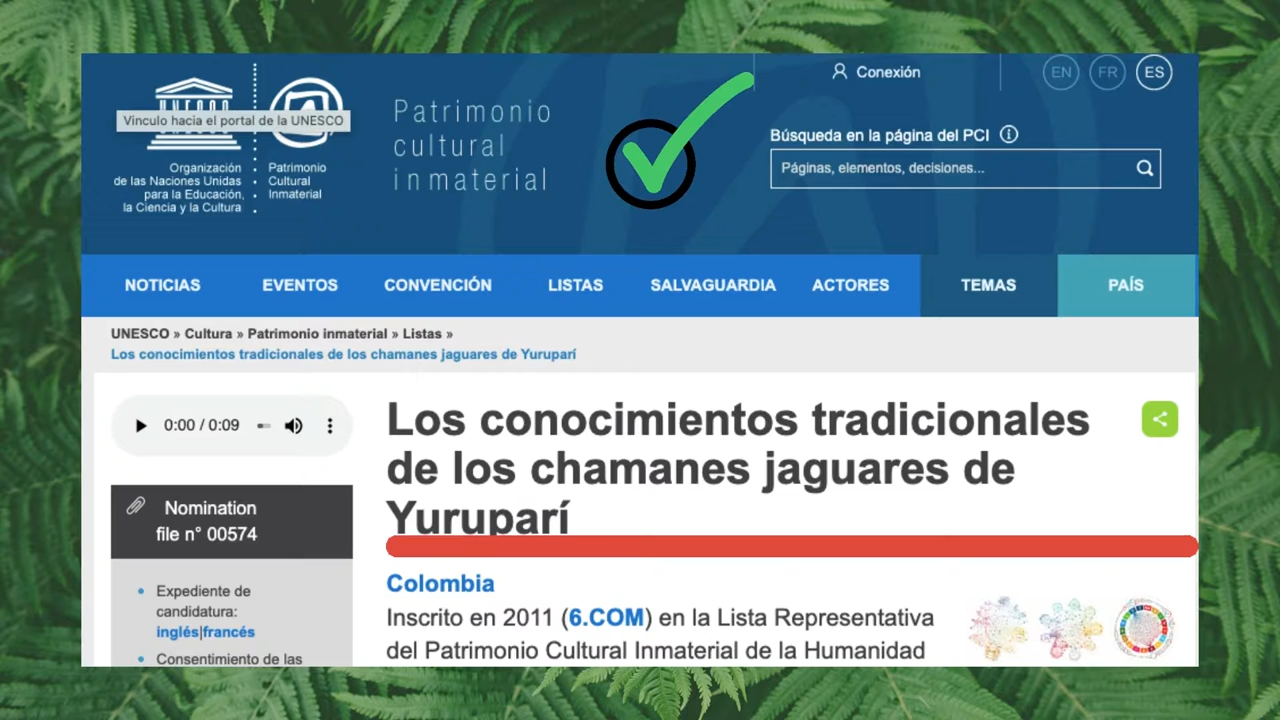 Conexión
EN
FR
ES
Vínculo hacia el portal de la UNESCO
Organización
de las Naciones Unidas
para la Educación,
la Ciencia y la Cultura
Patrimonio
Cultural
Inmaterial
Patrimonio
cultural
inmaterial
Búsqueda en la página del PCI
Páginas, elementos, decisiones...
NOTICIAS
EVENTOS
CONVENCIÓN
LISTAS
SALVAGUARDIA
ACTORES
TEMAS
PAÍS
UNESCO » Cultura » Patrimonio inmaterial » Listas »
Los conocimientos tradicionales de los chamanes jaguares de Yuruparí
0:00 / 0:09
Nomination
file n° 00574
Expediente de
candidatura:
inglés|francés
Consentimiento de las
Los conocimientos tradicionales
de los chamanes jaguares de
Yuruparí
Colombia
Inscrito en 2011 (6.COM) en la Lista Representativa
del Patrimonio Cultural Inmaterial de la Humanidad